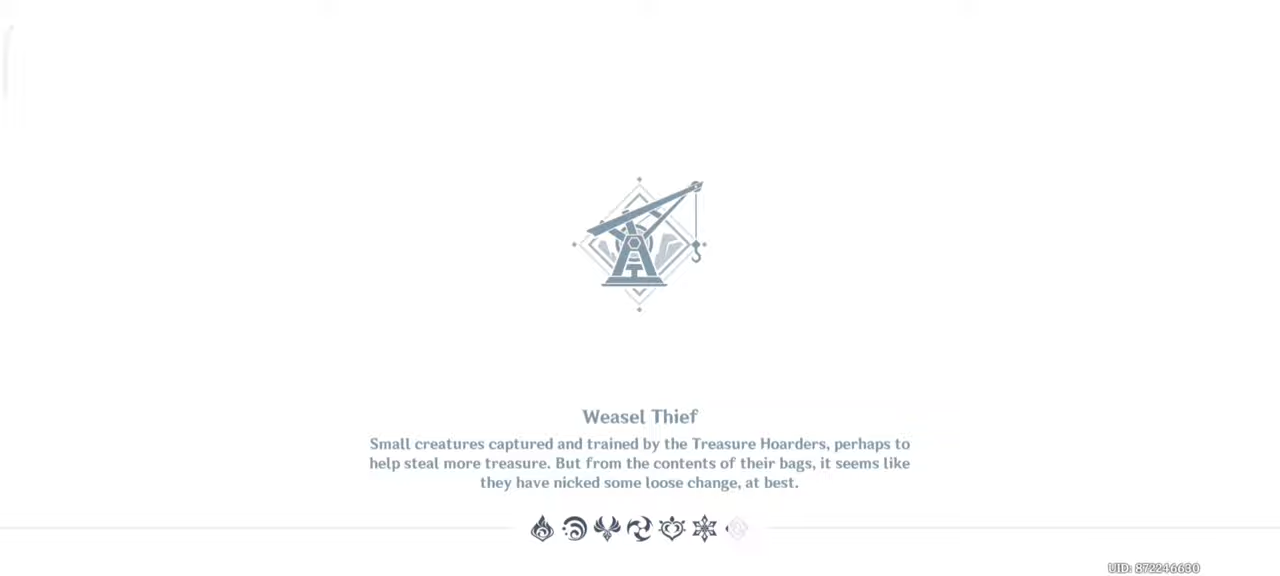 Weasel Thief
Small creatures captured and trained by the Treasure Hoarders, perhaps to
help steal more treasure. But from the contents of their bags, it seems like
they have nicked some loose change, at best.
UID: 872246630